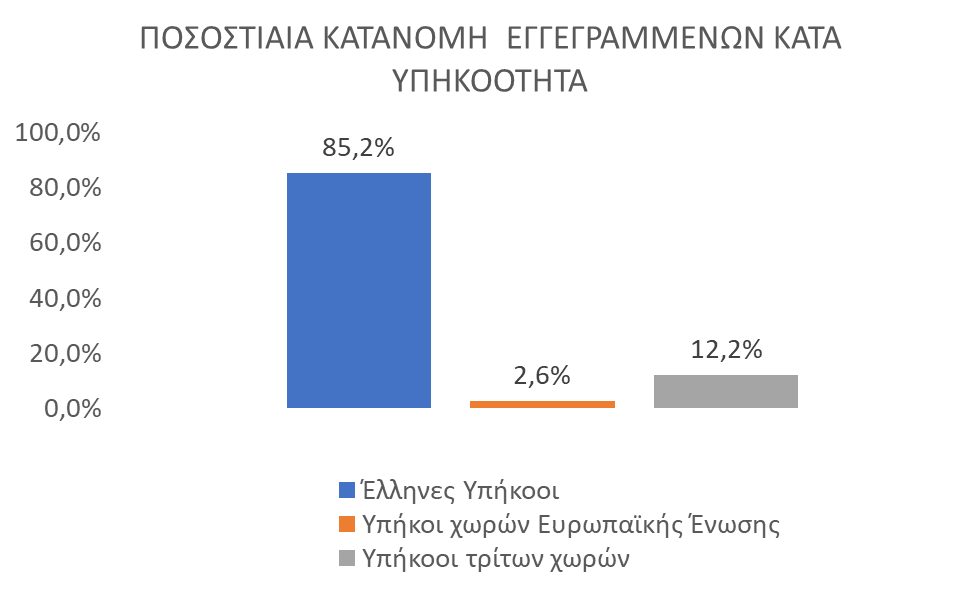 ΠΟΣΟΣΤΙΑΙΑ ΚΑΤΑΝΟΜΗ  ΕΓΓΕΓΡΑΜΜΕΝΩΝ ΚΑΤΑ
ΥΠΗΚΟΟΤΗΤΑ
100,0%
80,0%
60,0%
40,0%
20,0%
0,0%
85,2%
2,6%
12,2%
Έλληνες Υπήκοοι
Υπήκοι χωρών Ευρωπαϊκής Ένωσης
Υπήκοοι τρίτων χωρών